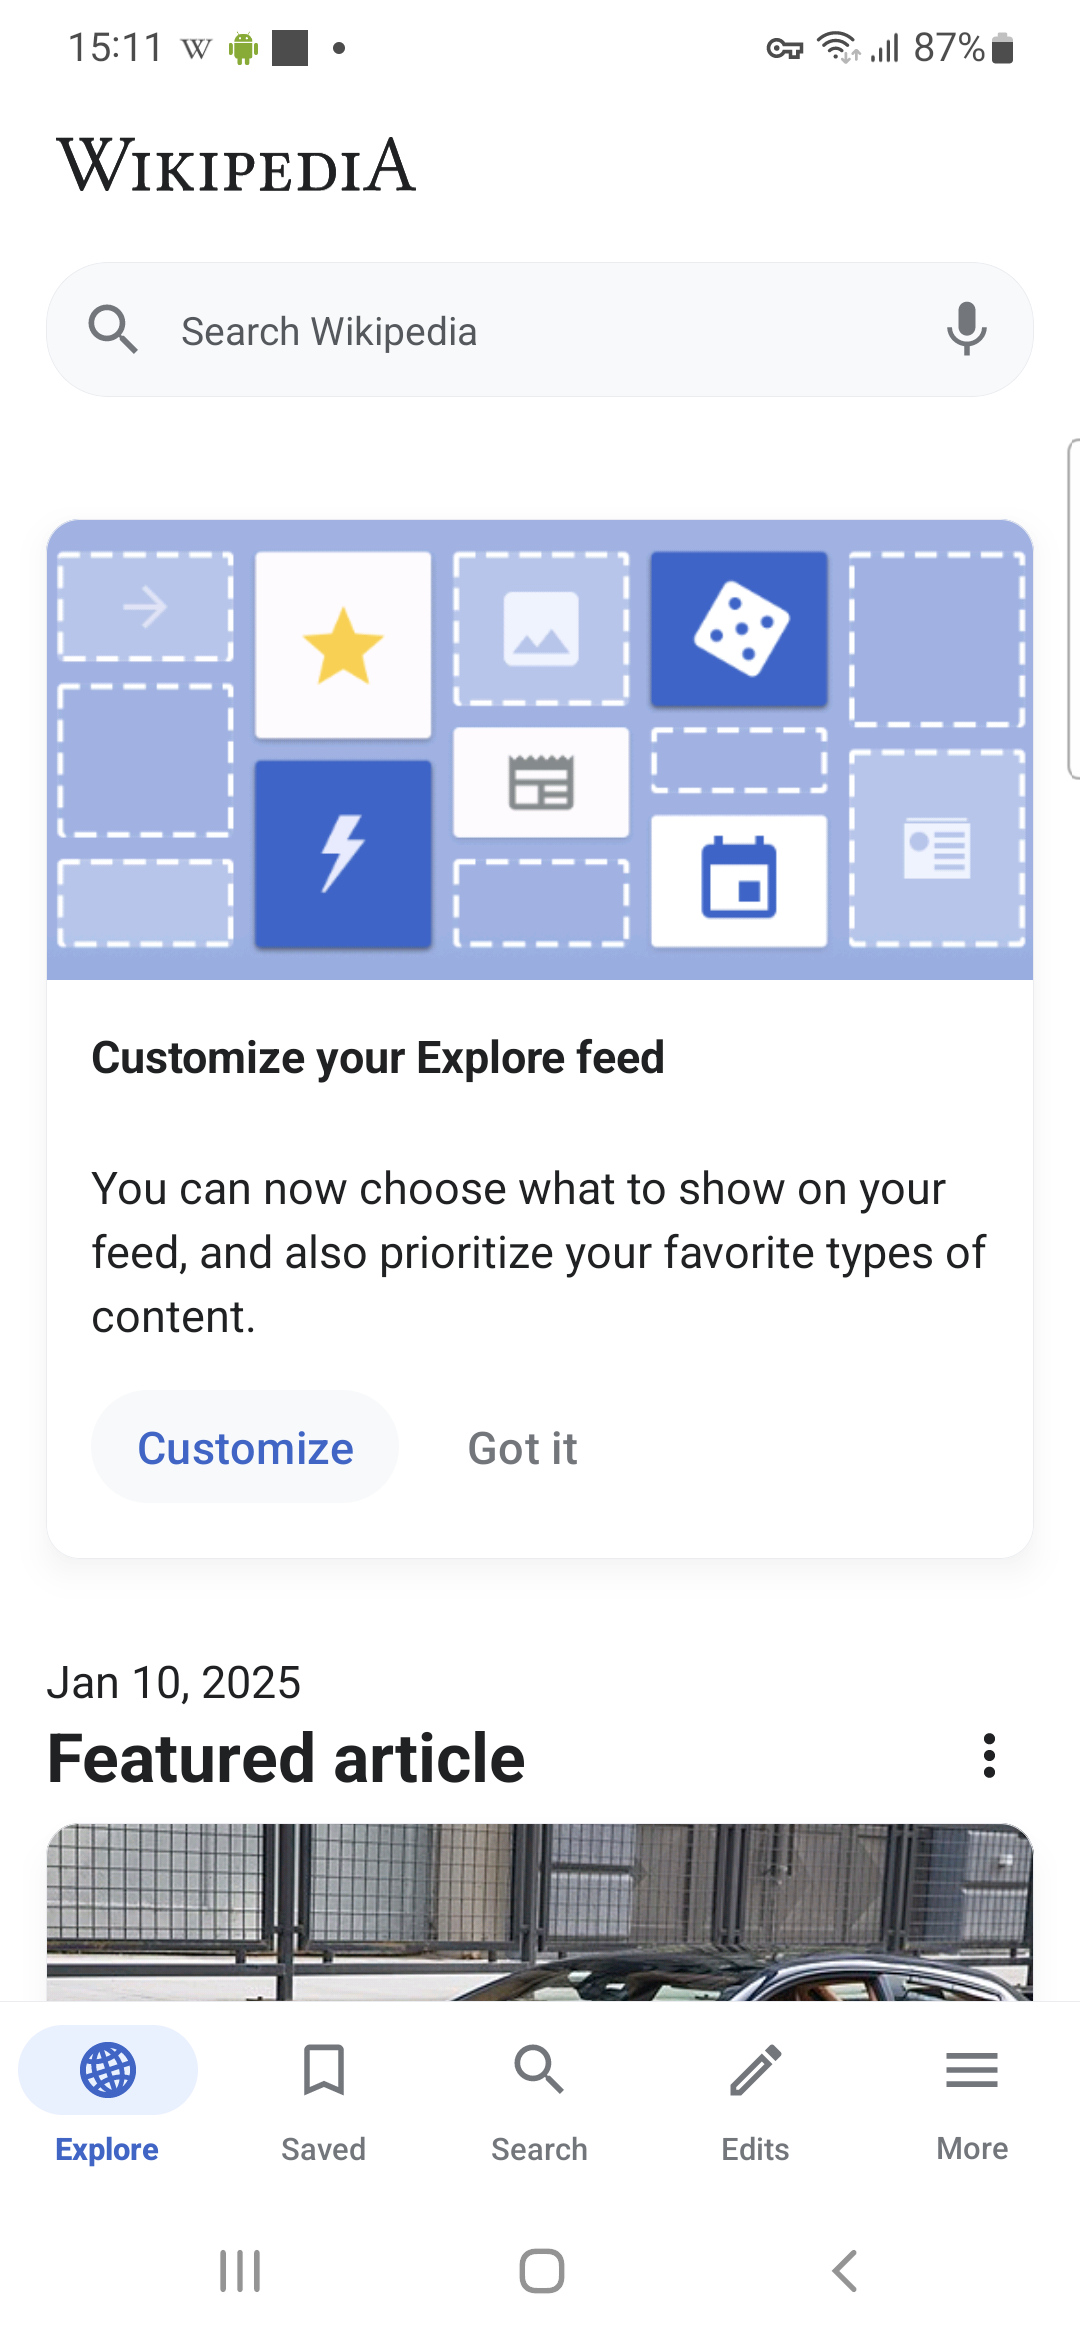 15:11 W 87%
WIKIPEDIA
Search Wikipedia
Customize your Explore feed
You can now choose what to show on your
feed, and also prioritize your favorite types of
content.
Customize Got it
Jan 10, 2025
Featured article
Explore Saved Search Edits More